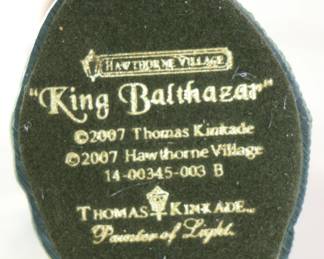 HAWTHORNE VILLAGE
"King Balthazar"
©2007 Thomas Kinkade
©2007 Hawthorne Village
14-00345-003 B
THOMAS KINKADE
Painter of Light